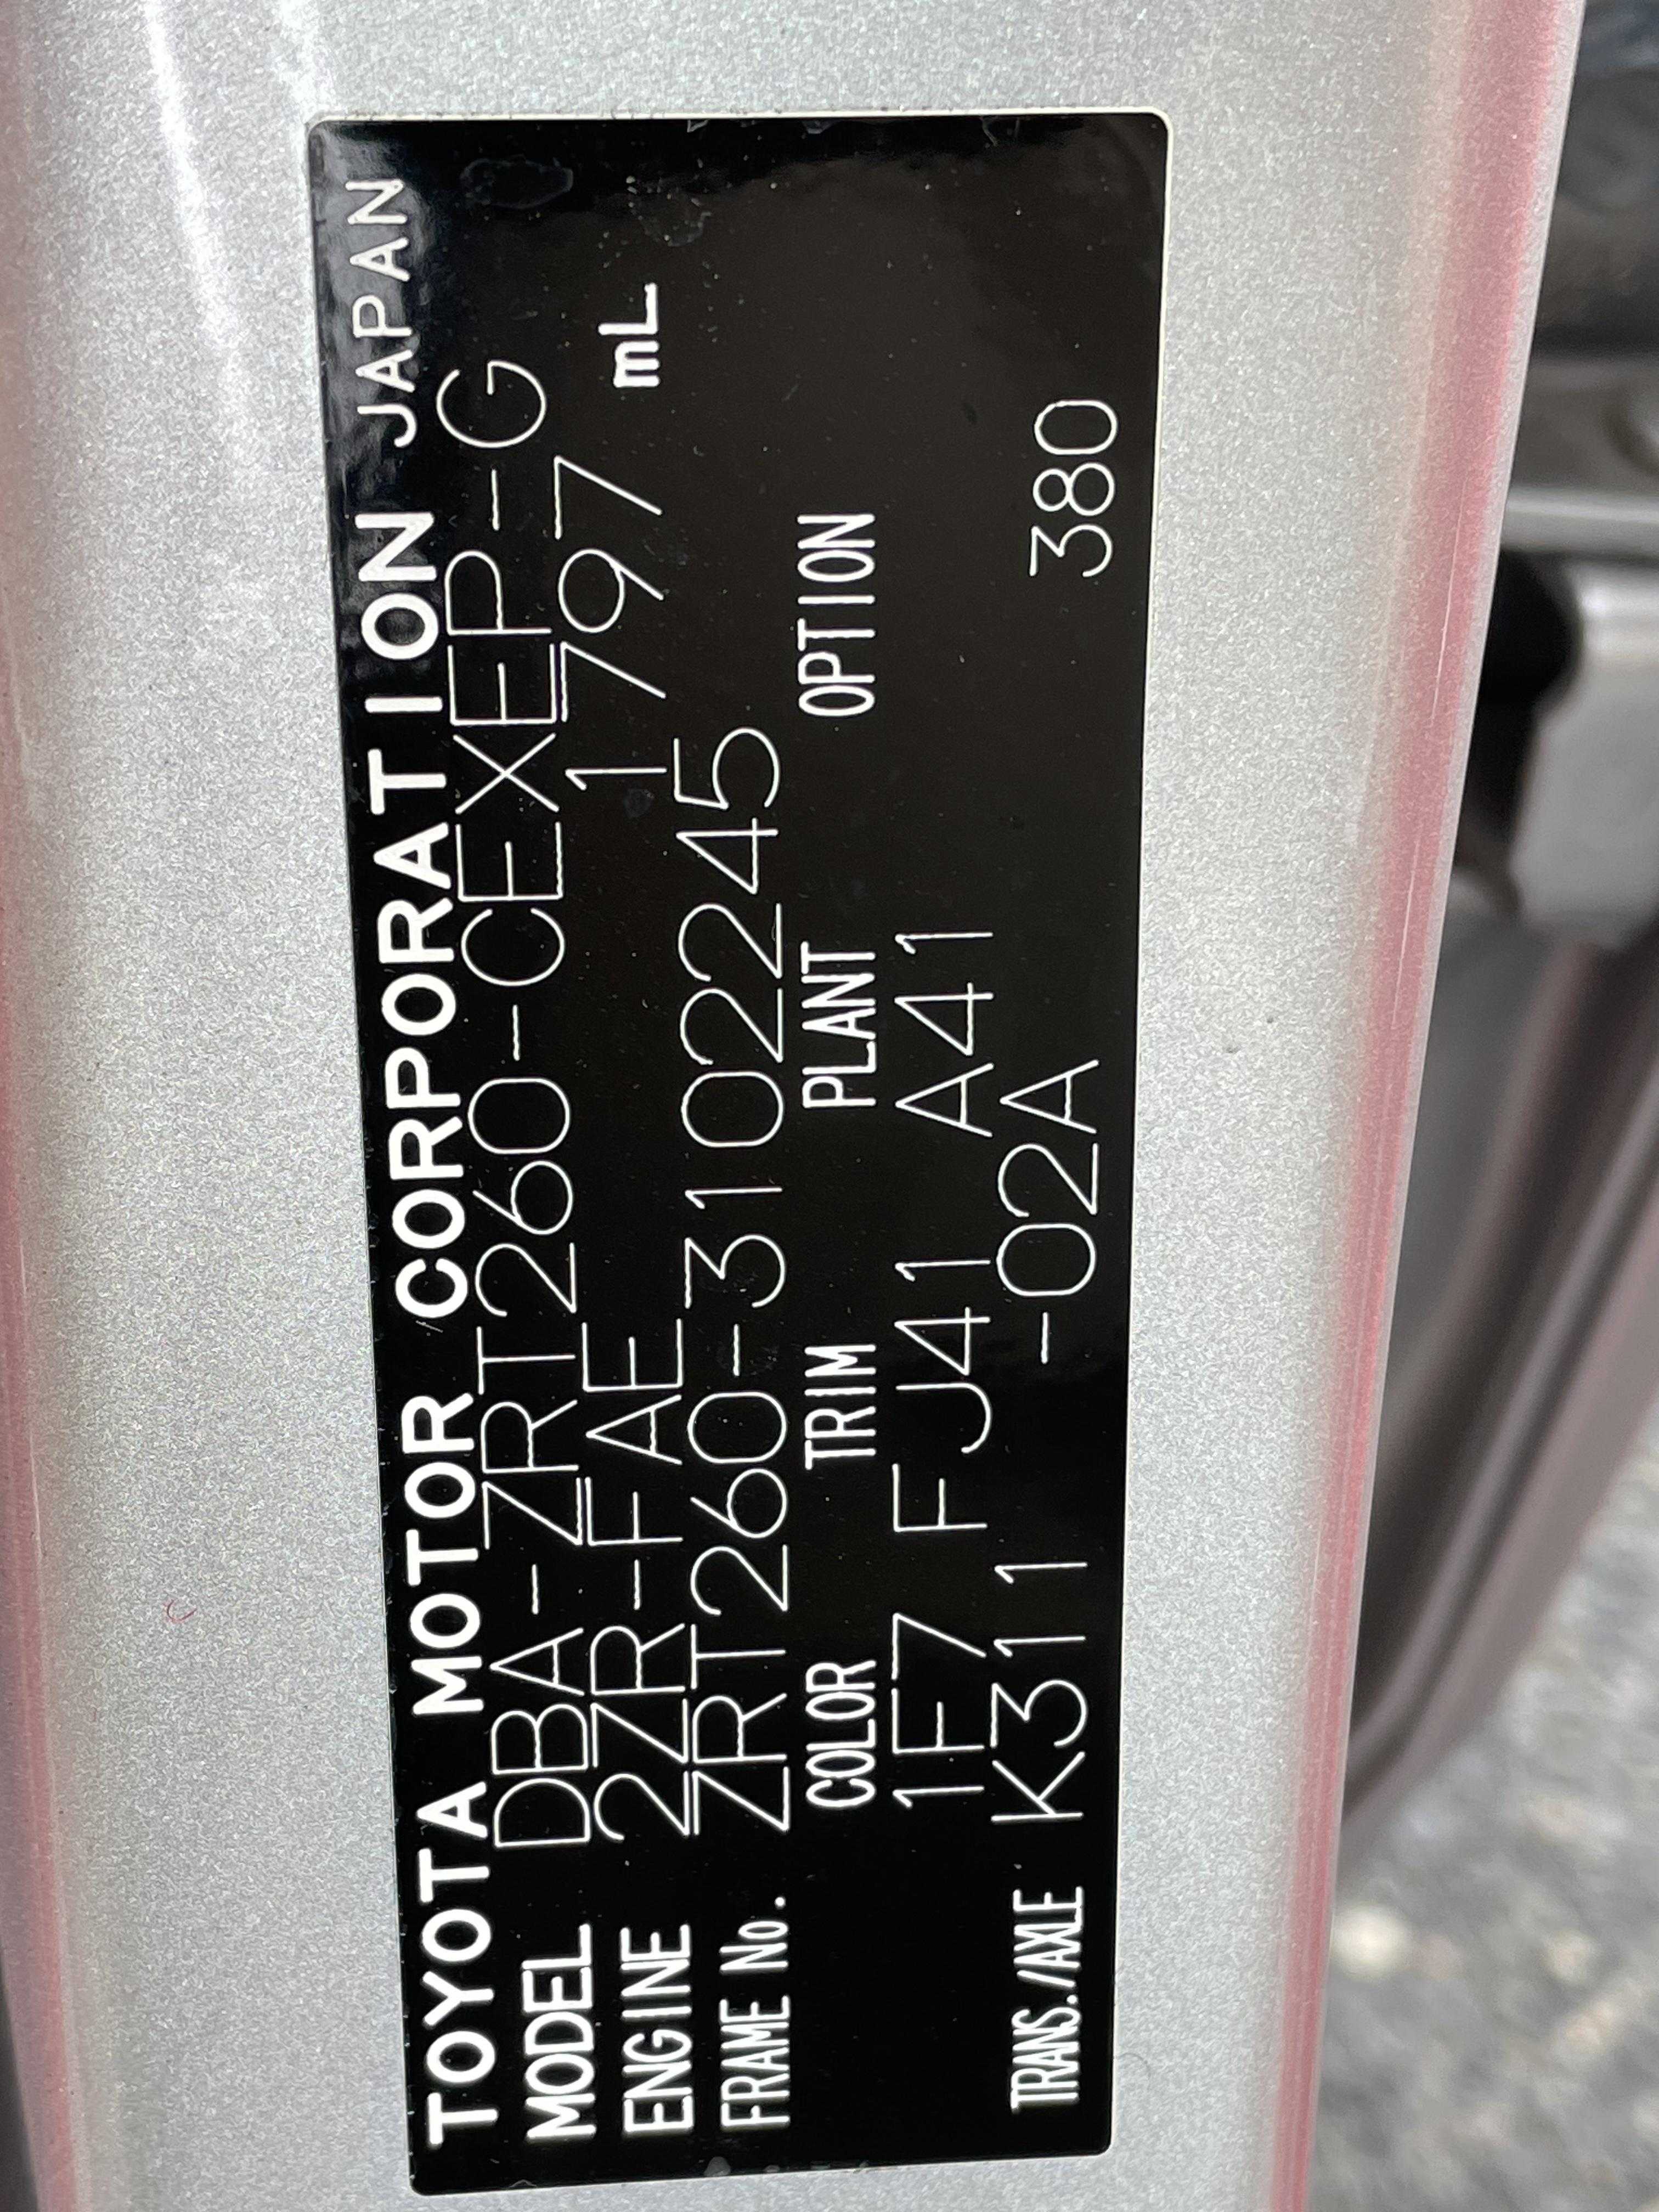 TOYOTA MOTOR CORPORATION JAPAN
MODEL DBA-ZRT260-CEXEP-G
ENGINE 2ZR-FAE 1797 mL
FRAME No. ZRT260-3102245
COLOR TRIM PLANT OPTION
1F7 FJ41 A41
TRANS./AXLE K311 -02A 380